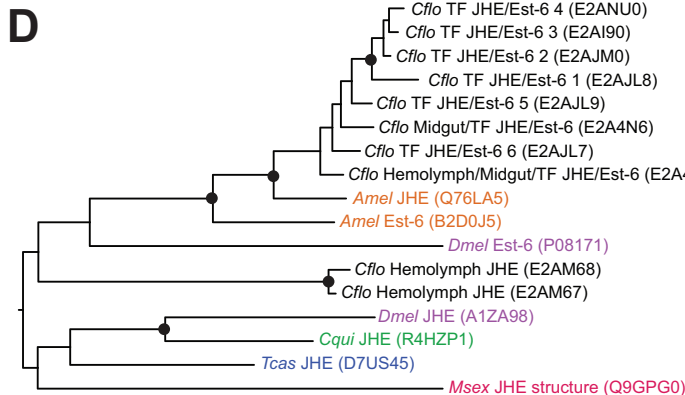 D
Cflo TF JHE/Est-6 4 (E2ANU0)
Cflo TF JHE/Est-6 3 (E2AI90)
Cflo TF JHE/Est-6 2 (E2AJM0)
Cflo TF JHE/Est-6 1 (E2AJL8)
Cflo TF JHE/Est-6 5 (E2AJL9)
Cflo Midgut/TF JHE/Est-6 (E2A4N6)
Cflo TF JHE/Est-6 6 (E2AJL7)
Cflo Hemolymph/Midgut/TF JHE/Est-6
Amel JHE (Q76LA5)
Amel Est-6 (B2D0J5)
Dmel Est-6 (P08171)
Cflo Hemolymph JHE (E2AM68)
Cflo Hemolymph JHE (E2AM67)
Dmel JHE (A1ZA98)
Cqui JHE (R4HZP1)
Tcas JHE (D7US45)
Msex JHE structure (Q9GPG0)